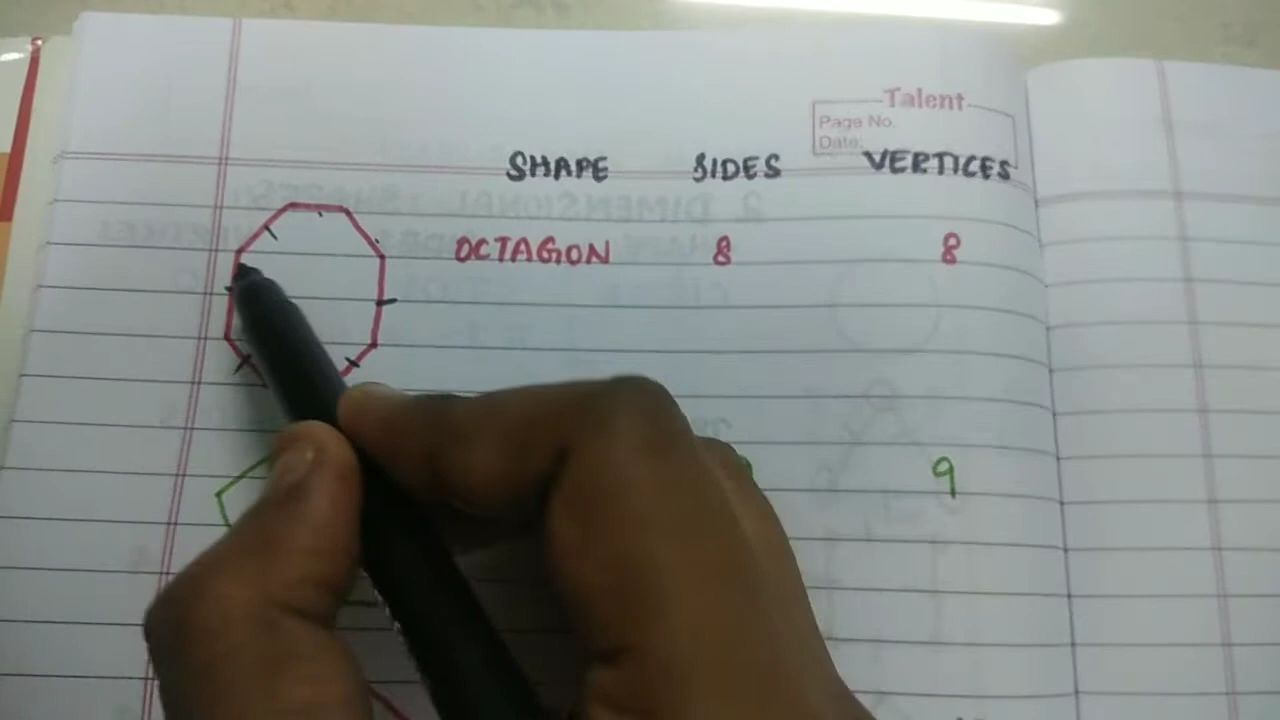 Talent
Page No.
Date:
SHAPE SIDES VERTICES
OCTAGON 8 8
9